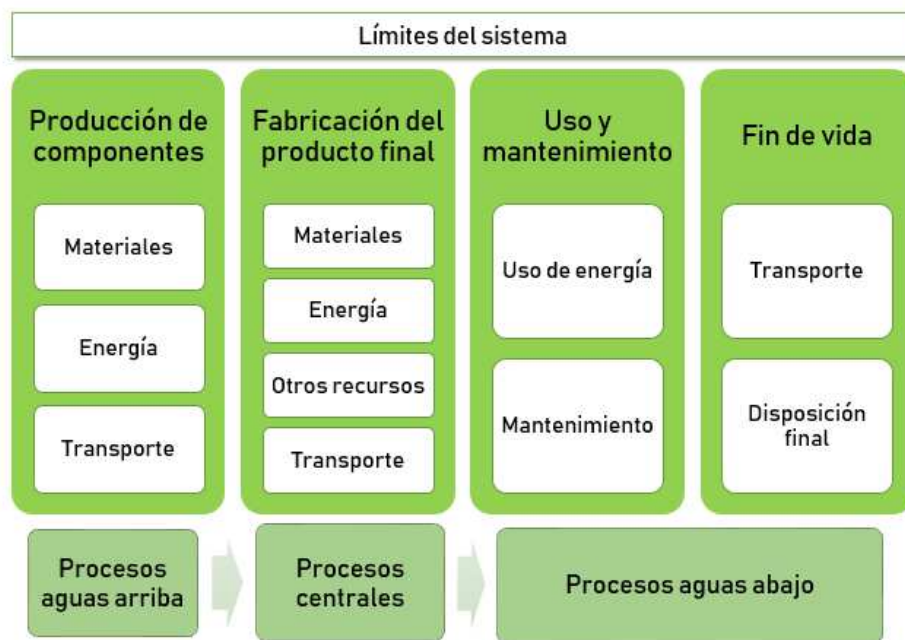 Límites del sistema
Producción de
componentes
Materiales
Energía
Transporte
Fabricación del
producto final
Materiales
Energía
Otros recursos
Transporte
Uso y
mantenimiento
Uso de energía
Mantenimiento
Fin de vida
Transporte
Disposición
final
Procesos
aguas arriba
Procesos
centrales
Procesos aguas abajo